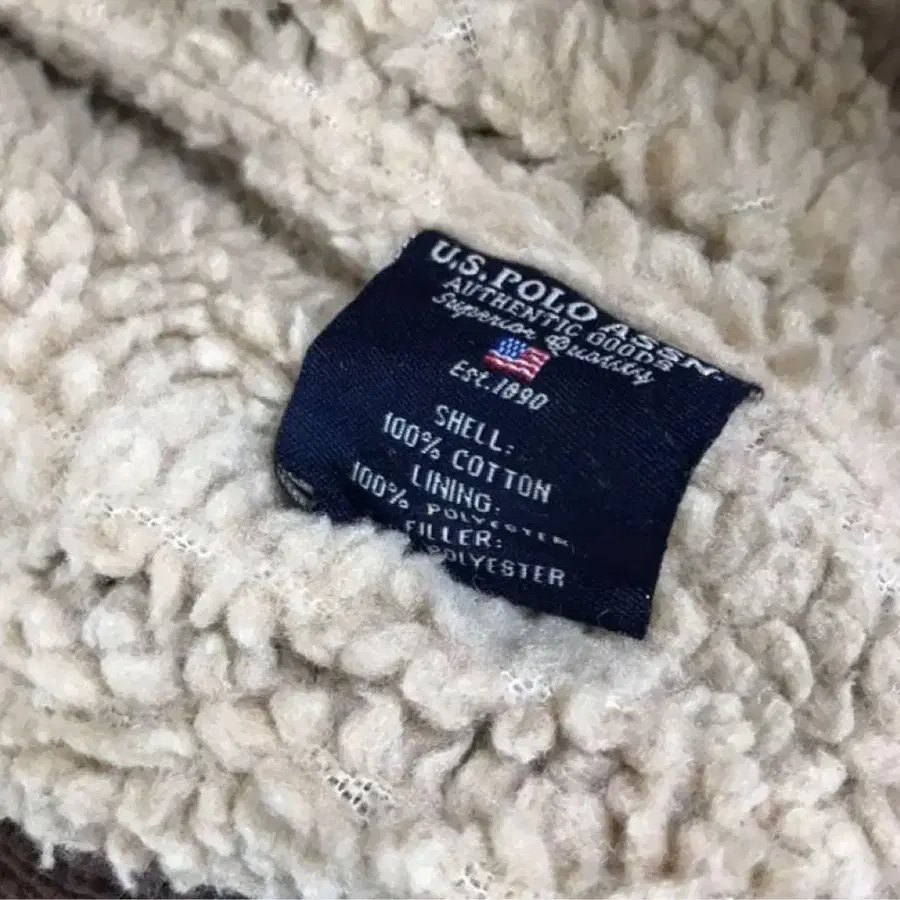 U.S. POLO ASSN.
AUTHENTIC GOODS
Superior Quality
Est. 1890
SHELL:
100% COTTON
LINING:
100% POLYESTER
FILLER:
POLYESTER